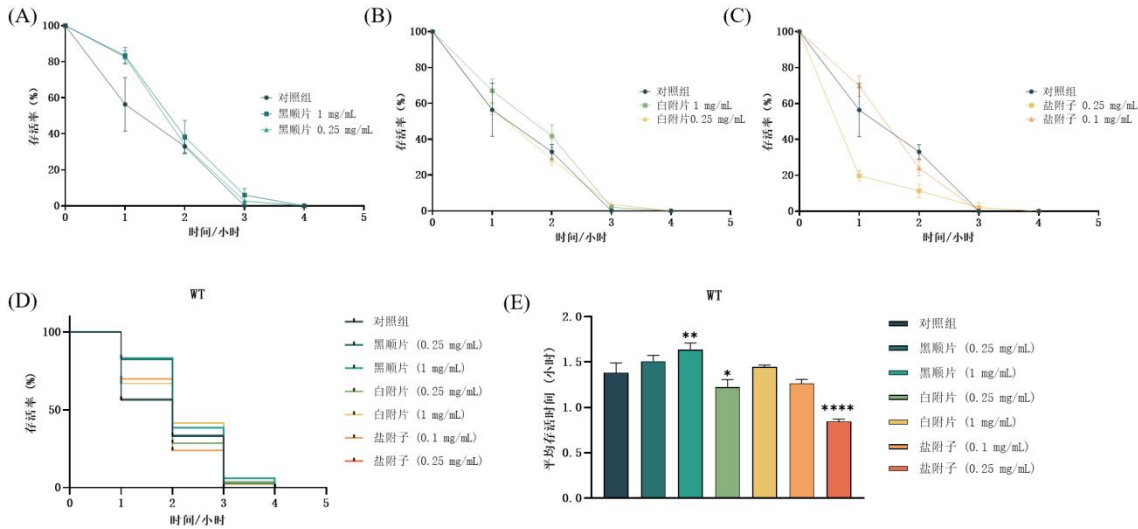 (A)
100
80
60
40
20
0
存活率 (%)
0 1 2 3 4 5
时间/小时
对照组
黑顺片 1 mg/mL
黑顺片 0.25 mg/mL
(B)
100
80
60
40
20
0
存活率 (%)
0 1 2 3 4 5
时间/小时
对照组
白附片 1 mg/mL
白附片0.25 mg/mL
(C)
100
80
60
40
20
0
存活率 (%)
0 1 2 3 4 5
时间/小时
对照组
盐附子 0.25 mg/mL
盐附子 0.1 mg/mL
(D)
WT
100
50
0
存活率 (%)
0 1 2 3 4 5
时间/小时
对照组
黑顺片 (0.25 mg/mL)
黑顺片 (1 mg/mL)
白附片 (0.25 mg/mL)
白附片 (1 mg/mL)
盐附子 (0.1 mg/mL)
盐附子 (0.25 mg/mL)
(E)
WT
2.0
1.5
1.0
0.5
0.0
平均存活时间 (小时)
**
*
****
对照组
黑顺片 (0.25 mg/mL)
黑顺片 (1 mg/mL)
白附片 (0.25 mg/mL)
白附片 (1 mg/mL)
盐附子 (0.1 mg/mL)
盐附子 (0.25 mg/mL)